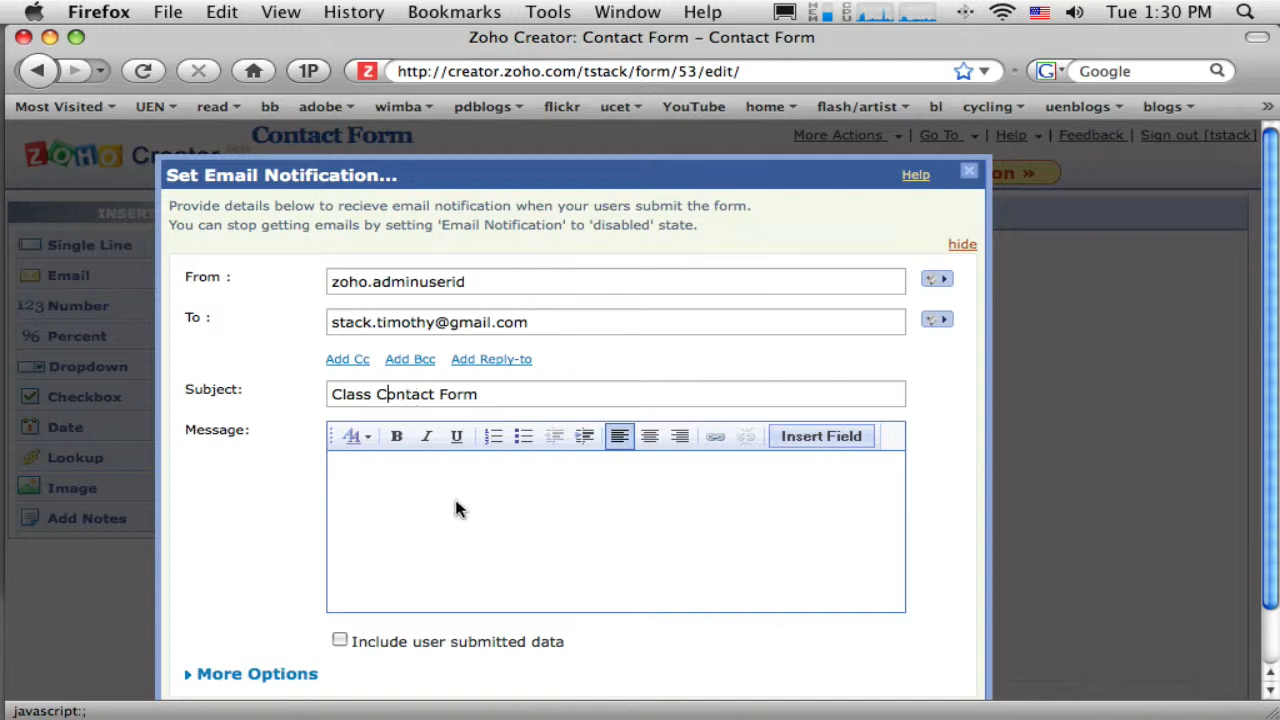 Firefox File Edit View History Bookmarks Tools Window Help Tue 1:30 PM
Zoho Creator: Contact Form – Contact Form
1P Z http://creator.zoho.com/tstack/form/53/edit/ G Google
Most Visited UEN read bb adobe wimba pdblogs flickr ucet YouTube home flash/artist bl cycling uenblogs blogs »
ZOHO Creator beta Contact Form More Actions Go To Help Feedback Sign out [tstack]
Set Email Notification... Help
on »
Provide details below to recieve email notification when your users submit the form.
You can stop getting emails by setting 'Email Notification' to 'disabled' state.
hide
INSERT
Single Line
Email
123 Number
% Percent
Dropdown
Checkbox
Date
Lookup
Image
Add Notes
From : zoho.adminuserid
To : stack.timothy@gmail.com
Add Cc Add Bcc Add Reply-to
Subject: Class Contact Form
Message:
B I U Insert Field
Include user submitted data
More Options
javascript:;